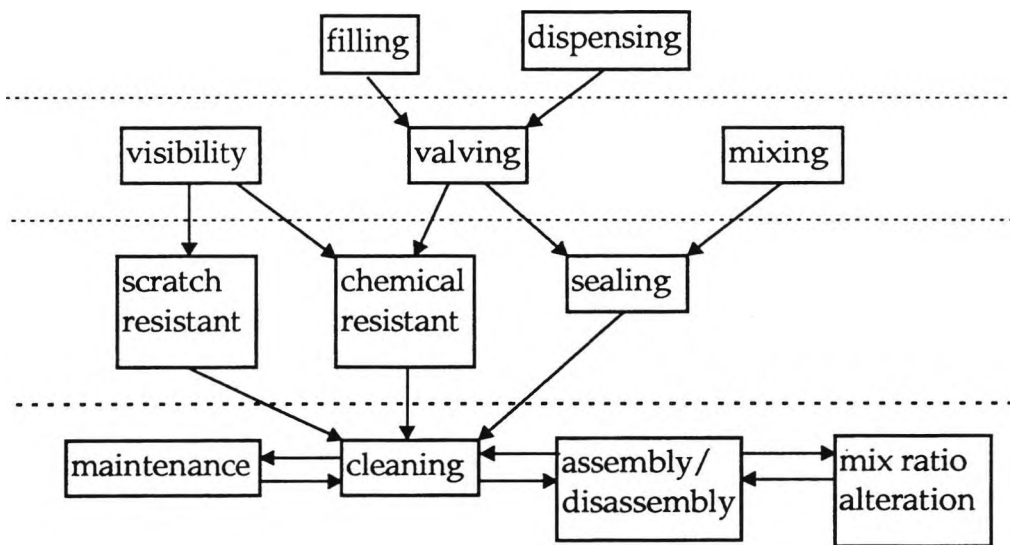 filling
dispensing
visibility
valving
mixing
scratch
resistant
chemical
resistant
sealing
maintenance
cleaning
assembly/
disassembly
mix ratio
alteration